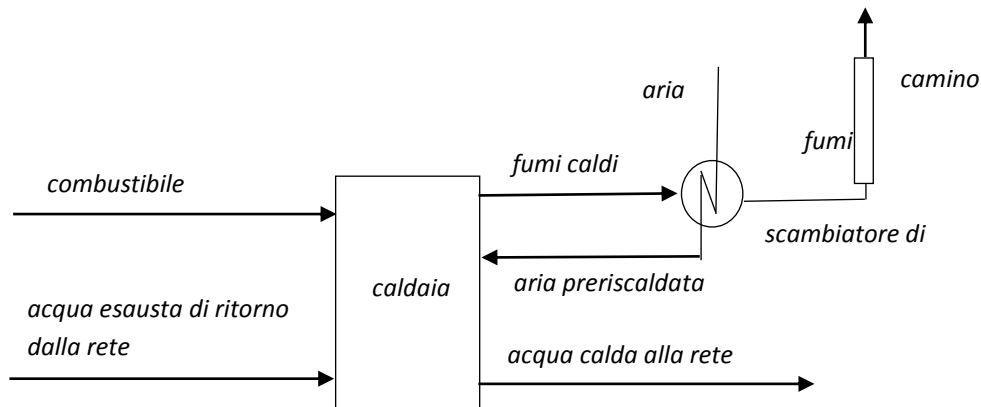 camino
aria
fumi
fumi caldi
combustibile
scambiatore di
aria preriscaldata
caldaia
acqua esausta di ritorno
dalla rete
acqua calda alla rete